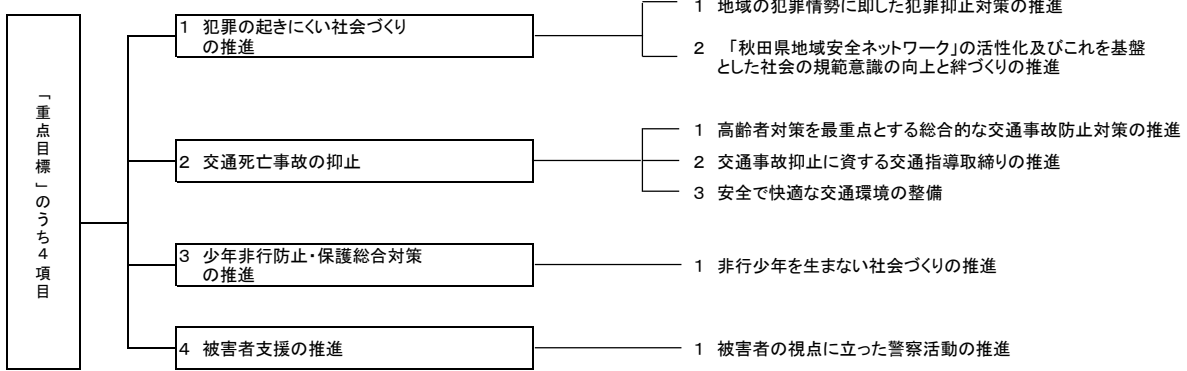 「重点目標」のうち4項目
1 犯罪の起きにくい社会づくり
の推進
1 地域の犯罪情勢に即した犯罪抑止対策の推進
2 「秋田県地域安全ネットワーク」の活性化及びこれを基盤
とした社会の規範意識の向上と絆づくりの推進
2 交通死亡事故の抑止
1 高齢者対策を最重点とする総合的な交通事故防止対策の推進
2 交通事故抑止に資する交通指導取締りの推進
3 安全で快適な交通環境の整備
3 少年非行防止・保護総合対策
の推進
1 非行少年を生まない社会づくりの推進
4 被害者支援の推進
1 被害者の視点に立った警察活動の推進